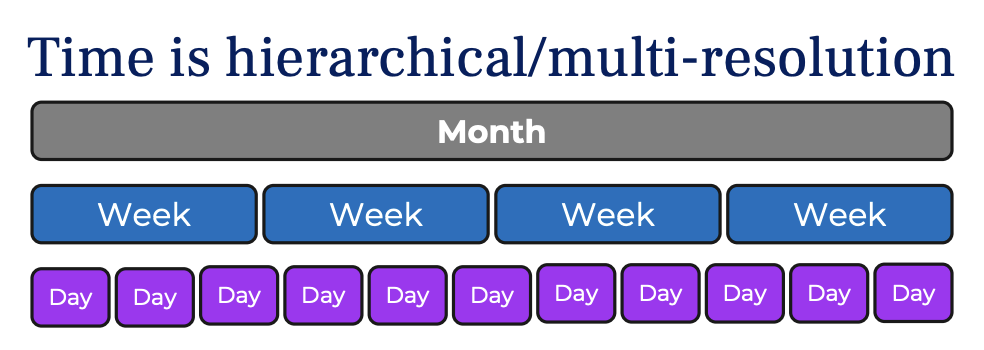 Time is hierarchical/multi-resolution
Month
Week Week Week Week
Day Day Day Day Day Day Day Day Day Day Day